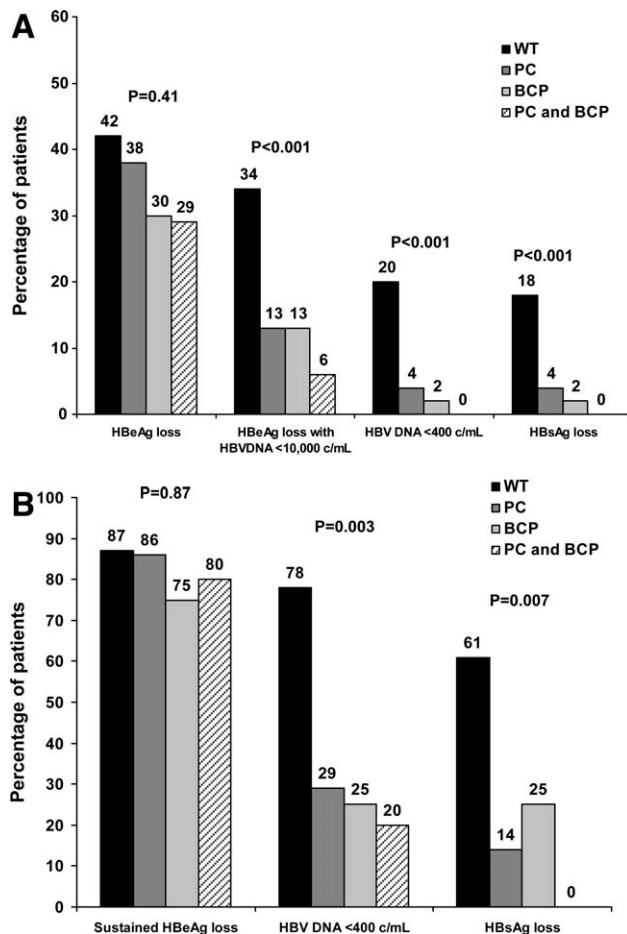 A
Percentage of patients
60
50
40
30
20
10
0
WT
PC
BCP
PC and BCP
P=0.41
42
38
30
29
P<0.001
34
13
13
6
P<0.001
20
4
2
0
P<0.001
18
4
2
0
HBeAg loss
HBeAg loss with
HBVDNA <10,000 c/mL
HBV DNA <400 c/mL
HBsAg loss
B
Percentage of patients
100
90
80
70
60
50
40
30
20
10
0
WT
PC
BCP
PC and BCP
P=0.87
87
86
75
80
P=0.003
78
29
25
20
P=0.007
61
14
25
0
Sustained HBeAg loss
HBV DNA <400 c/mL
HBsAg loss